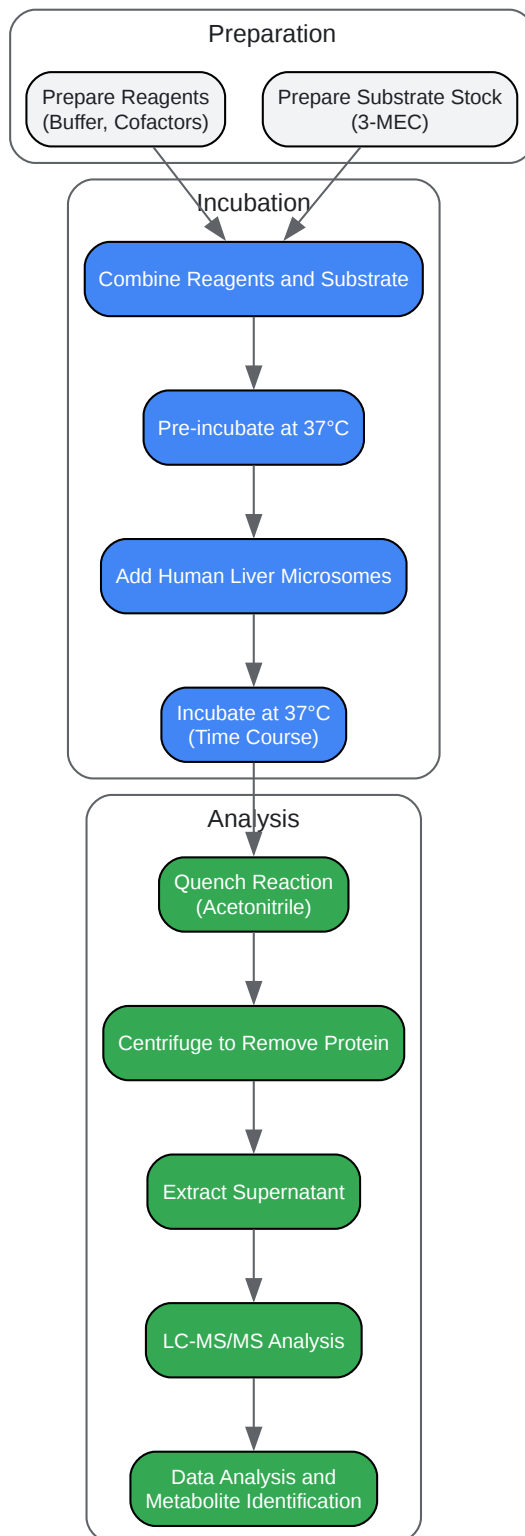 Preparation
Prepare Reagents
(Buffer, Cofactors)
Prepare Substrate Stock
(3-MEC)
Incubation
Combine Reagents and Substrate
Pre-incubate at 37°C
Add Human Liver Microsomes
Incubate at 37°C
(Time Course)
Analysis
Quench Reaction
(Acetonitrile)
Centrifuge to Remove Protein
Extract Supernatant
LC-MS/MS Analysis
Data Analysis and
Metabolite Identification